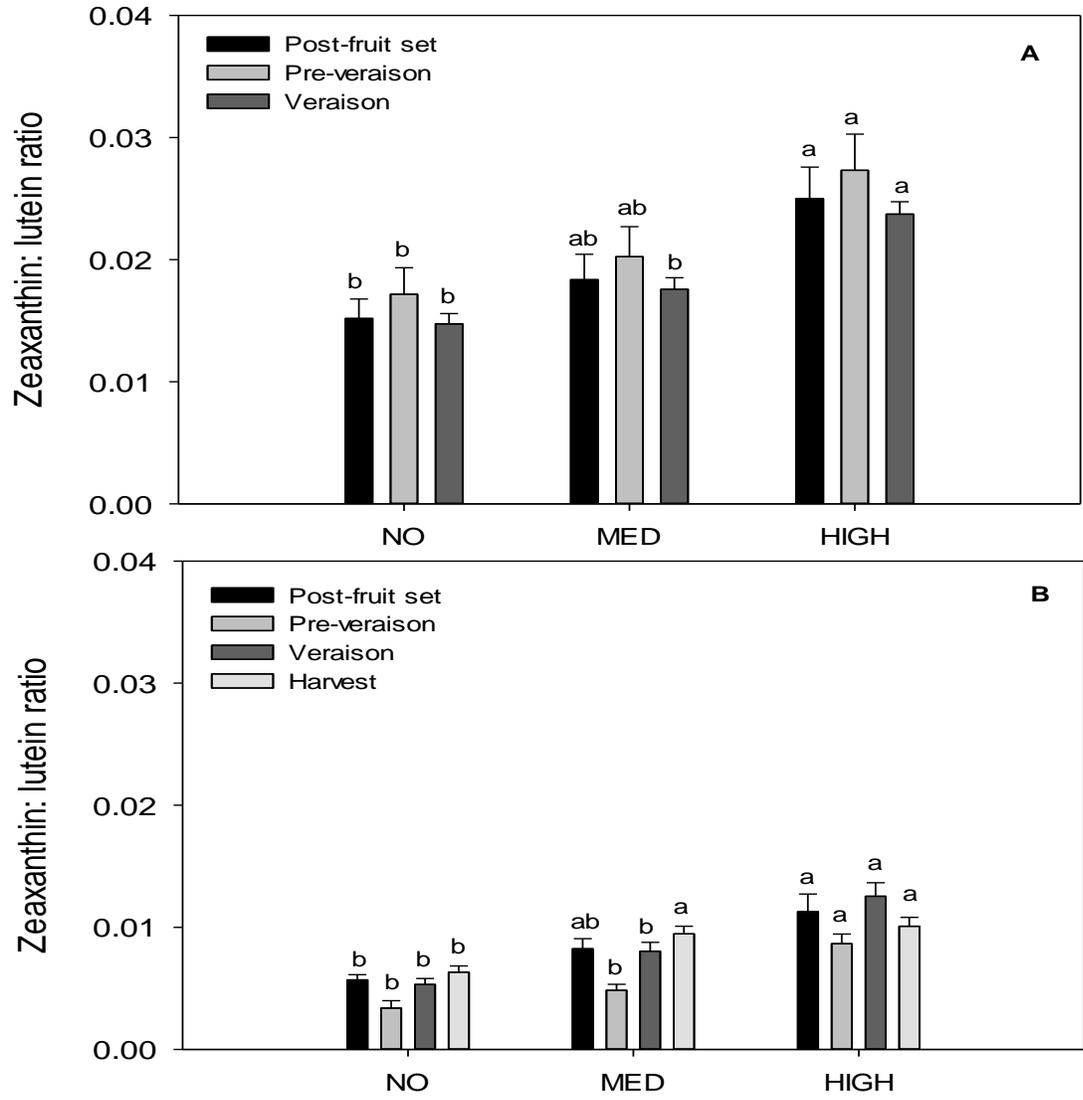 0.04
Post-fruit set
A
Pre-veraison
Veraison
0.03
a
a
a
ab
ab
b
b
b
b
0.02
0.01
0.00
Zeaxanthin: lutein ratio
NO MED HIGH
0.04
Post-fruit set
B
Pre-veraison
Veraison
Harvest
0.03
0.02
0.01
0.00
b b b b
ab b b a
a a a a
Zeaxanthin: lutein ratio
NO MED HIGH